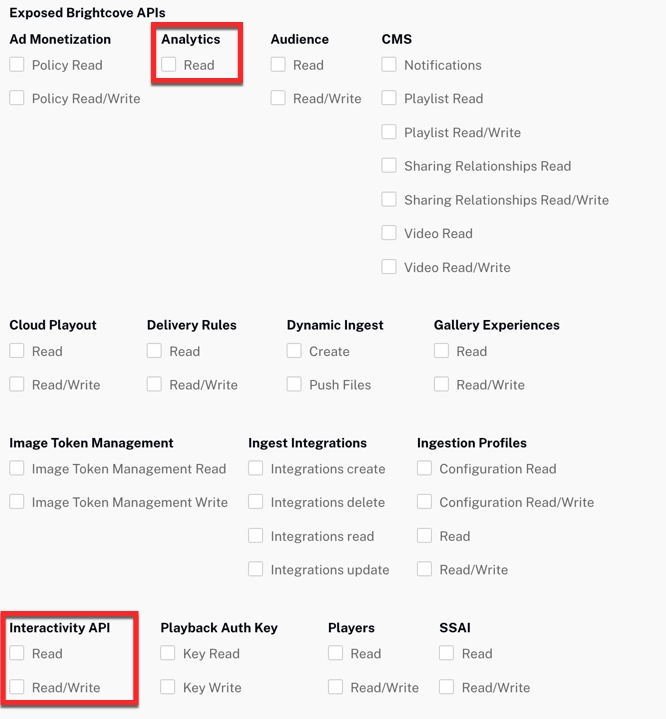 Exposed Brightcove APIs
Ad Monetization
Policy Read
Policy Read/Write
Analytics
Read
Audience
Read
Read/Write
CMS
Notifications
Playlist Read
Playlist Read/Write
Sharing Relationships Read
Sharing Relationships Read/Write
Video Read
Video Read/Write
Cloud Playout
Read
Read/Write
Delivery Rules
Read
Read/Write
Dynamic Ingest
Create
Push Files
Gallery Experiences
Read
Read/Write
Image Token Management
Image Token Management Read
Image Token Management Write
Ingest Integrations
Integrations create
Integrations delete
Integrations read
Integrations update
Ingestion Profiles
Configuration Read
Configuration Read/Write
Read
Read/Write
Interactivity API
Read
Read/Write
Playback Auth Key
Key Read
Key Write
Players
Read
Read/Write
SSAI
Read
Read/Write